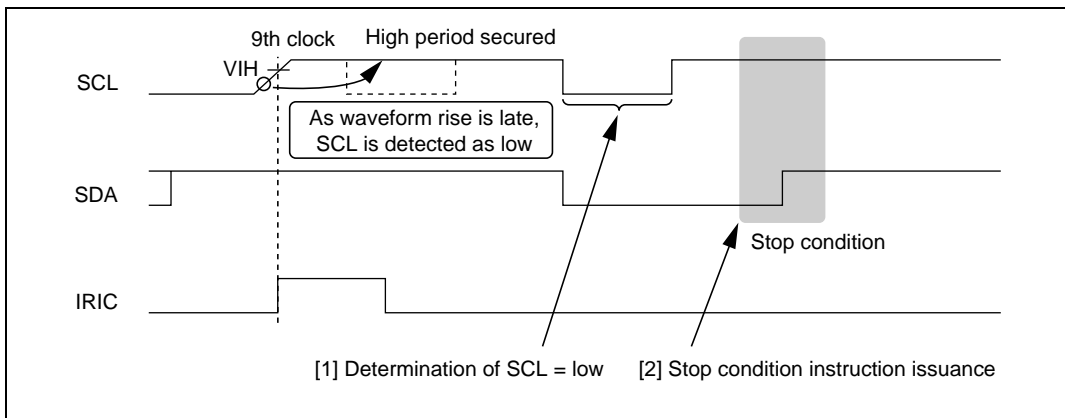 9th clock
High period secured
VIH
SCL
As waveform rise is late,
SCL is detected as low
SDA
Stop condition
IRIC
[1] Determination of SCL = low
[2] Stop condition instruction issuance